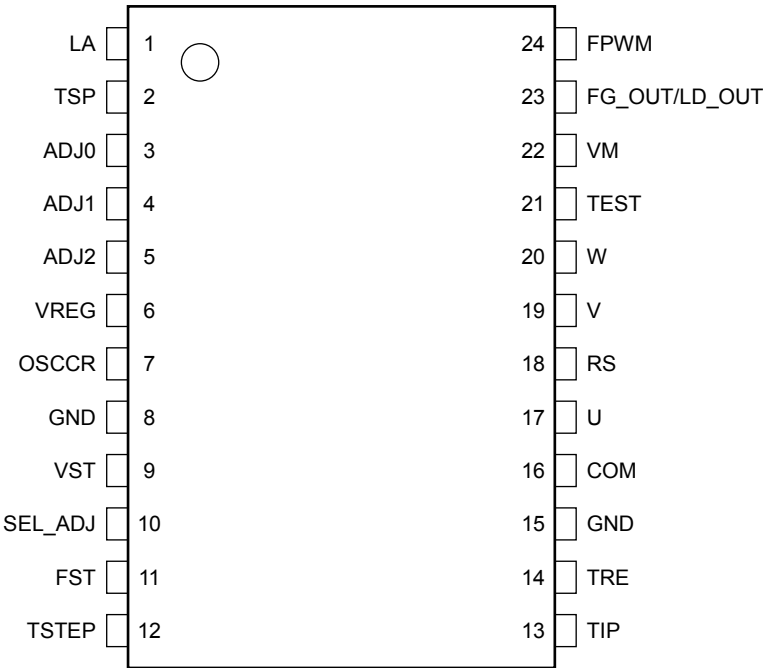 LA 1 24 FPWM
TSP 2 23 FG_OUT/LD_OUT
ADJ0 3 22 VM
ADJ1 4 21 TEST
ADJ2 5 20 W
VREG 6 19 V
OSCCR 7 18 RS
GND 8 17 U
VST 9 16 COM
SEL_ADJ 10 15 GND
FST 11 14 TRE
TSTEP 12 13 TIP